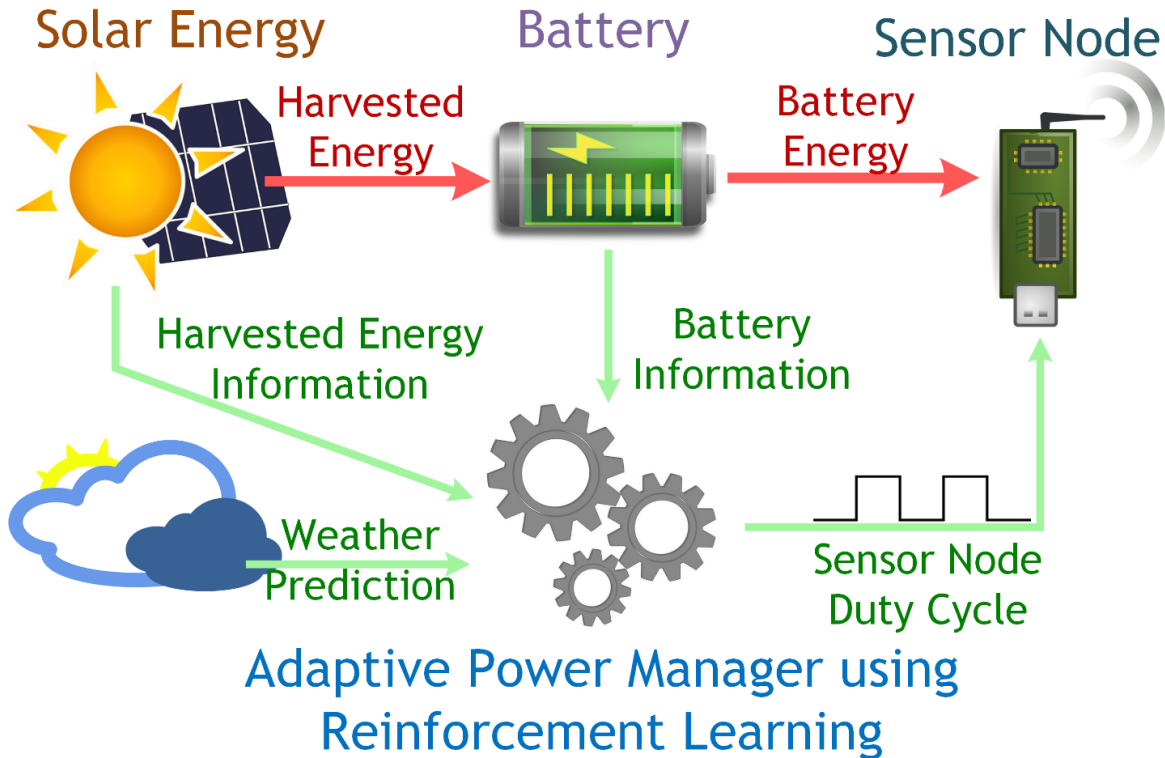 Solar Energy
Battery
Sensor Node
Harvested
Energy
Battery
Energy
Harvested Energy
Information
Battery
Information
Weather
Prediction
Sensor Node
Duty Cycle
Adaptive Power Manager using
Reinforcement Learning